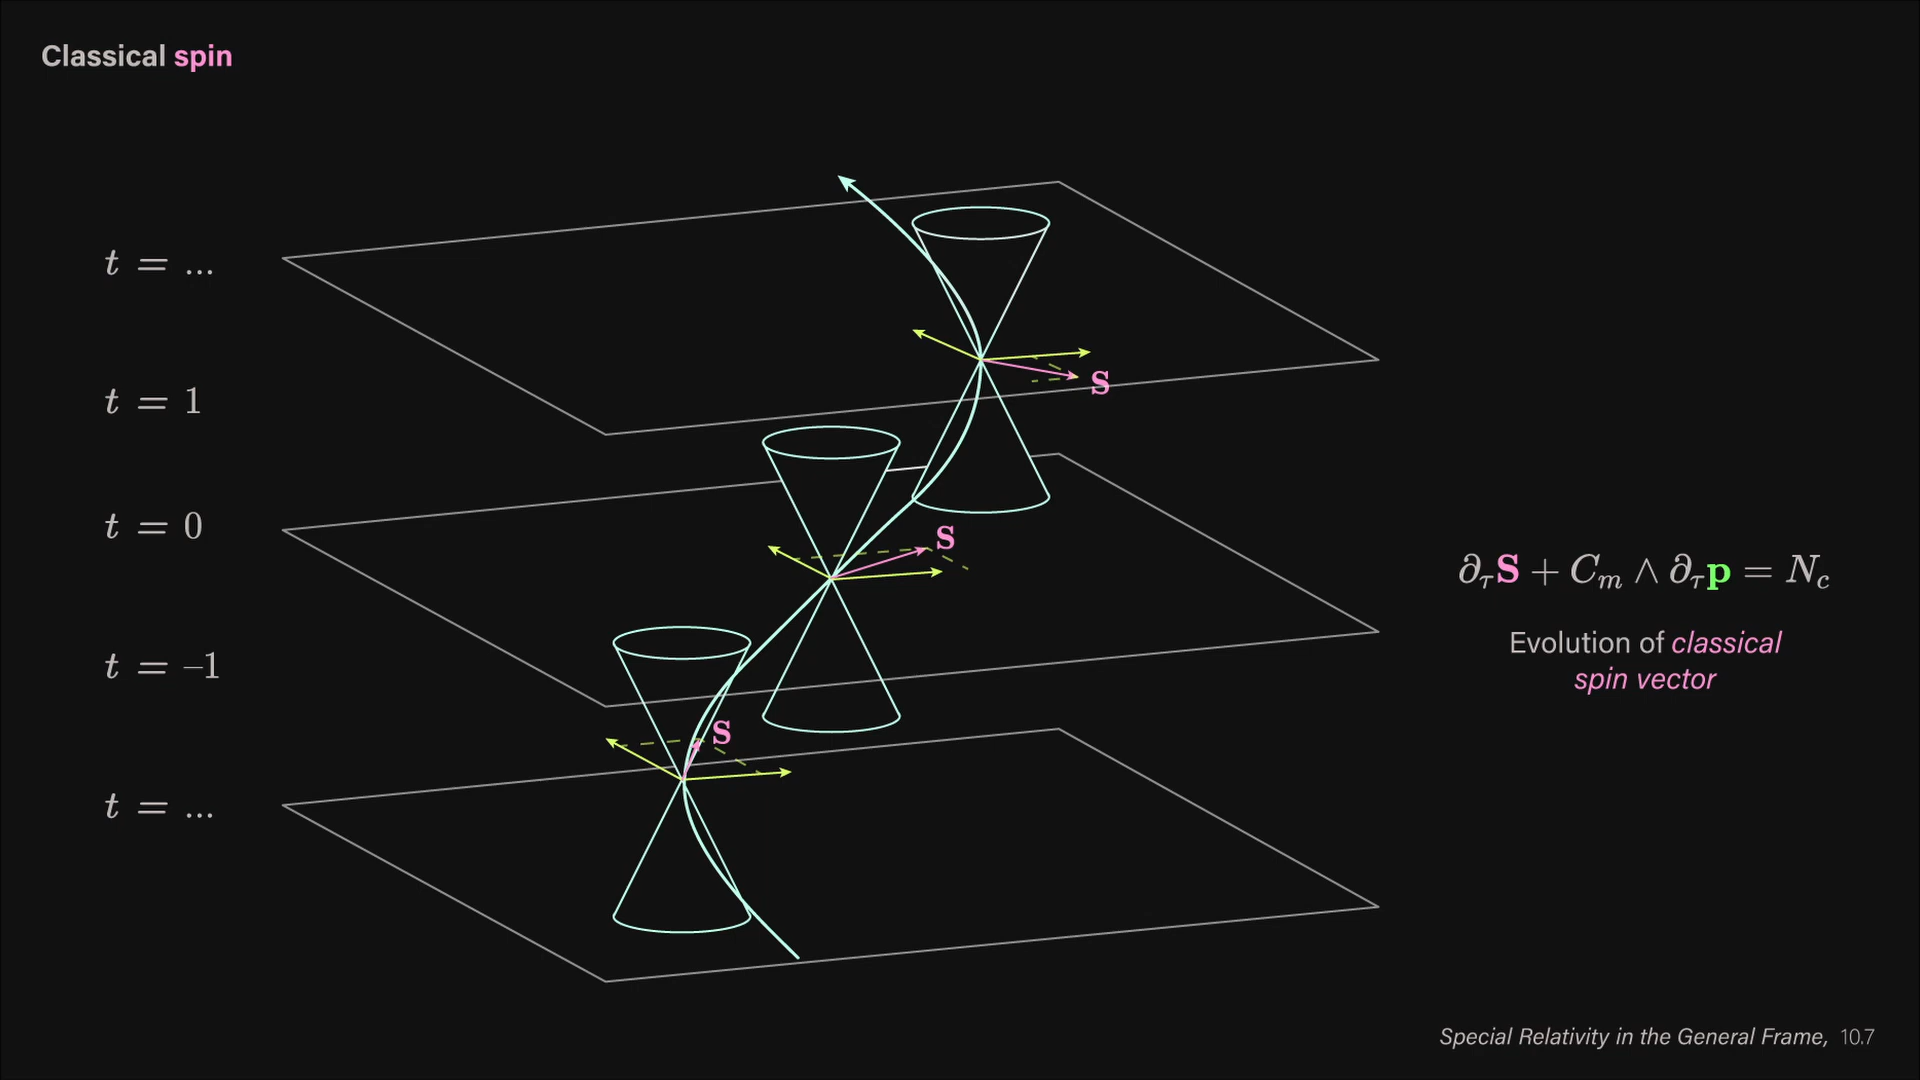 Classical spin
t = ...
t = 1
t = 0
t = –1
t = ...
S
S
S
∂τS + Cm ∧ ∂τp = Nc
Evolution of classical
spin vector
Special Relativity in the General Frame, 10.7